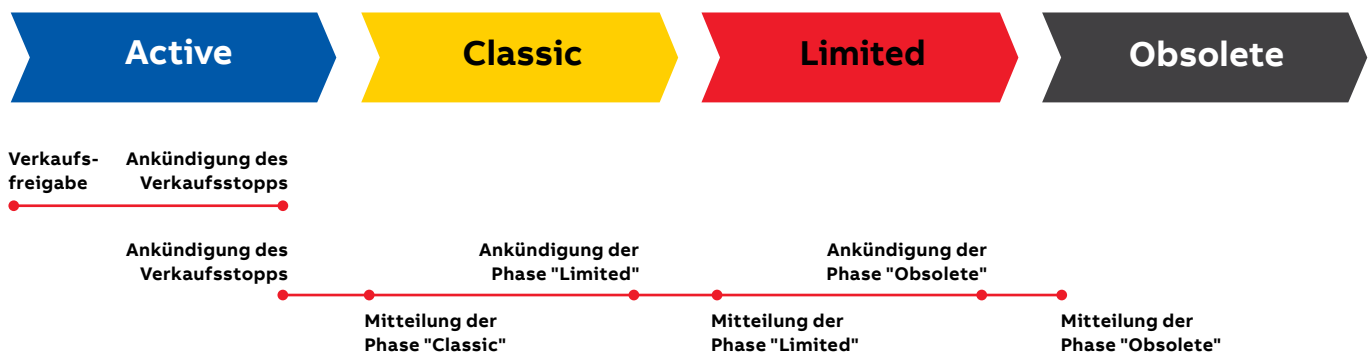 Active
Classic
Limited
Obsolete
Verkaufs-
freigabe
Ankündigung des
Verkaufsstopps
Ankündigung des
Verkaufsstopps
Ankündigung der
Phase "Limited"
Ankündigung der
Phase "Obsolete"
Mitteilung der
Phase "Classic"
Mitteilung der
Phase "Limited"
Mitteilung der
Phase "Obsolete"